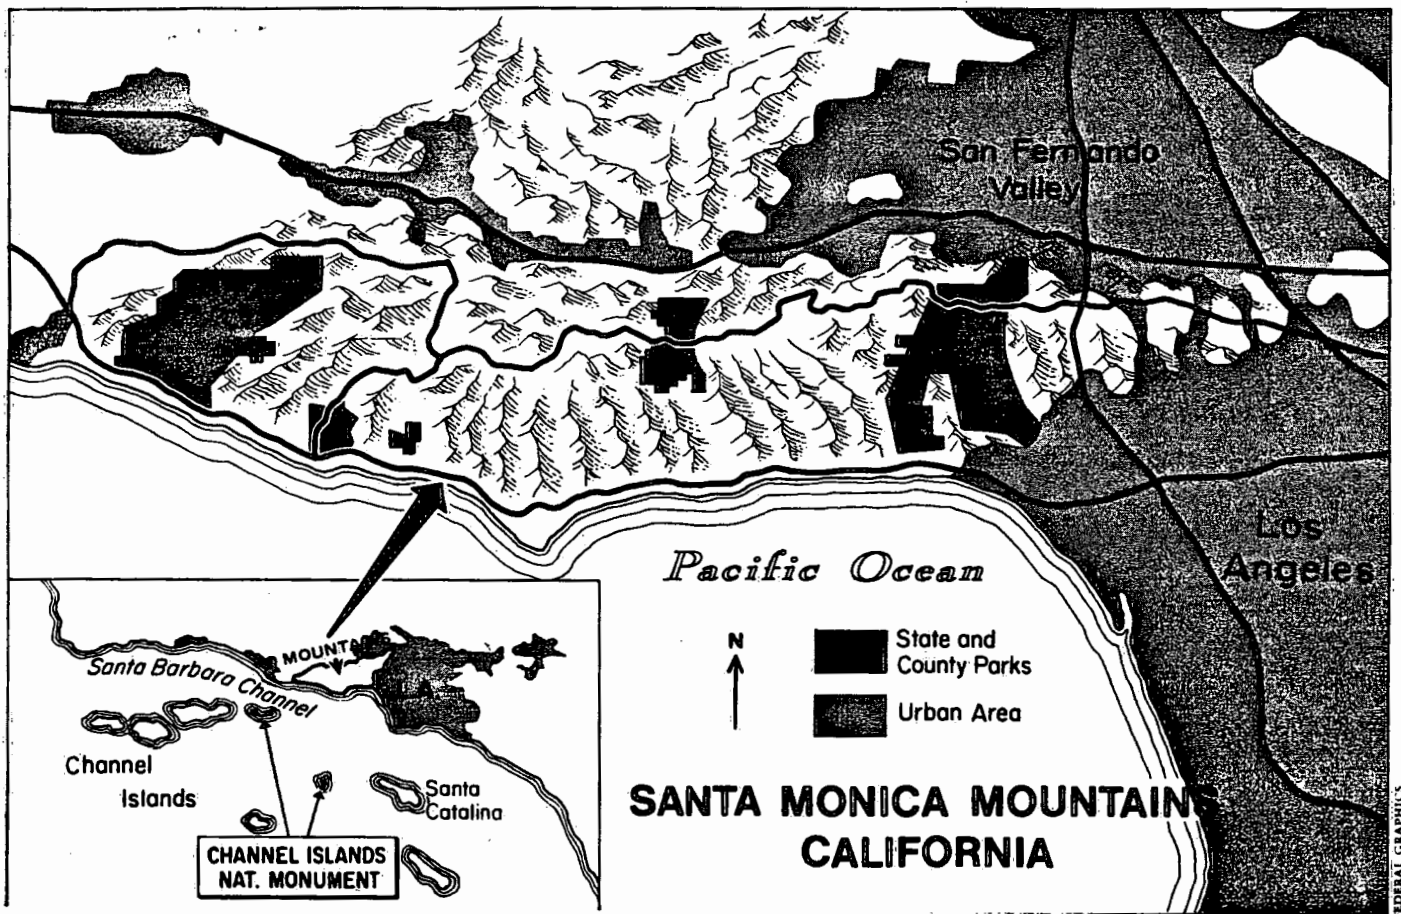 San Fernando
Valley
Los
Angeles
Pacific Ocean
N
State and
County Parks
Urban Area
SANTA MONICA MOUNTAINS
CALIFORNIA
MOUNTAINS
L.A.
Santa Barbara Channel
Channel
Islands
Santa
Catalina
CHANNEL ISLANDS
NAT. MONUMENT
FEDERAL GRAPHICS